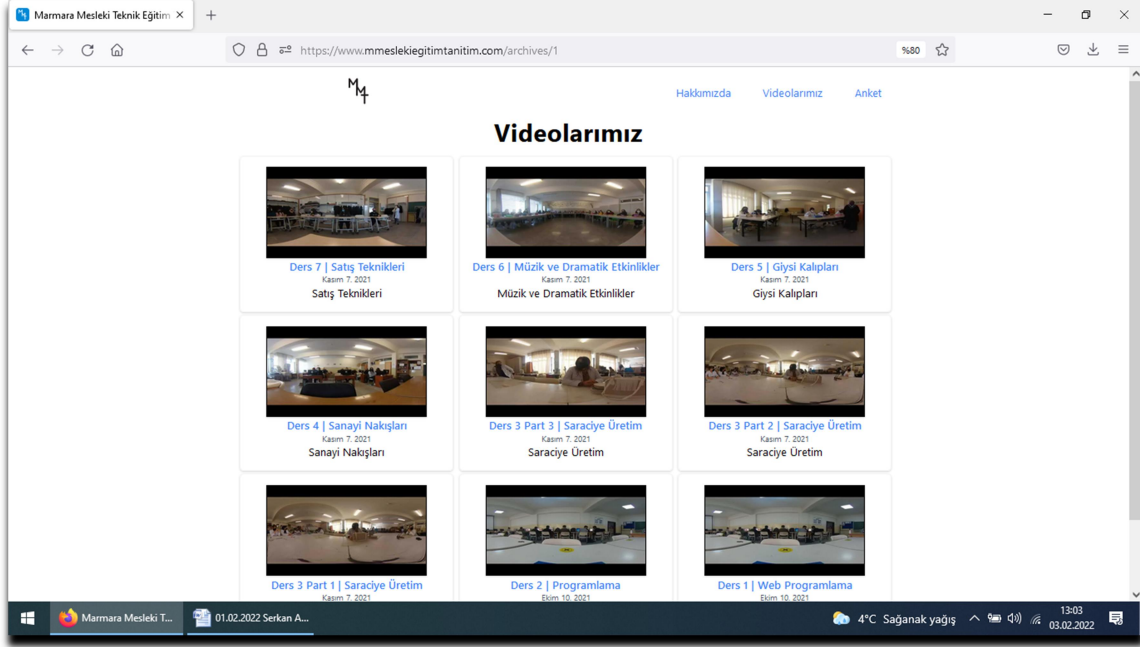 Marmara Mesleki Teknik Eğitim
https://www.mmeslekiegitimtanitim.com/archives/1
%80
MMT
Hakkımızda
Videolarımız
Anket
Videolarımız
Ders 7 | Satış Teknikleri
Kasım 7. 2021
Satış Teknikleri
Ders 6 | Müzik ve Dramatik Etkinlikler
Kasım 7. 2021
Müzik ve Dramatik Etkinlikler
Ders 5 | Giysi Kalıpları
Kasım 7. 2021
Giysi Kalıpları
Ders 4 | Sanayi Nakışları
Kasım 7. 2021
Sanayi Nakışları
Ders 3 Part 3 | Saraciye Üretim
Kasım 7. 2021
Saraciye Üretim
Ders 3 Part 2 | Saraciye Üretim
Kasım 7. 2021
Saraciye Üretim
Ders 3 Part 1 | Saraciye Üretim
Kasım 7. 2021
Ders 2 | Programlama
Ekim 10. 2021
Ders 1 | Web Programlama
Ekim 10. 2021
Marmara Mesleki T...
01.02.2022 Serkan A...
4°C Sağanak yağış
13:03
03.02.2022